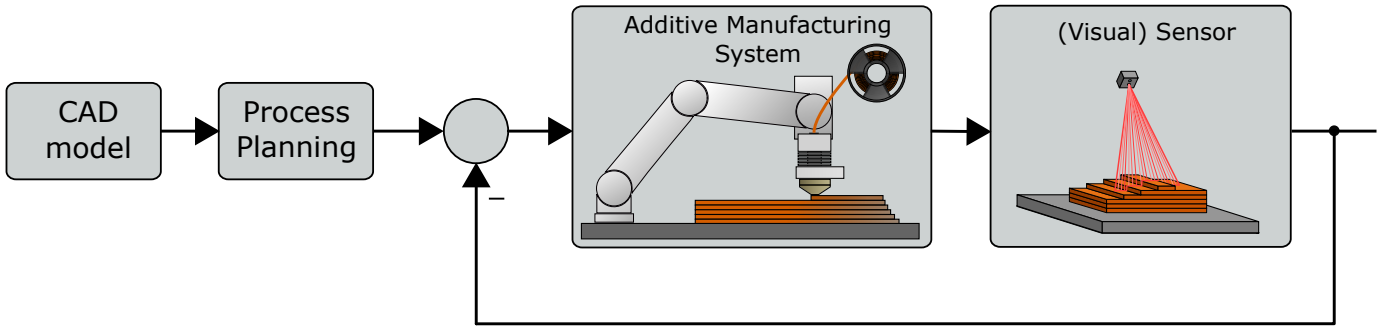 CAD
model
Process
Planning
−
Additive Manufacturing
System
(Visual) Sensor